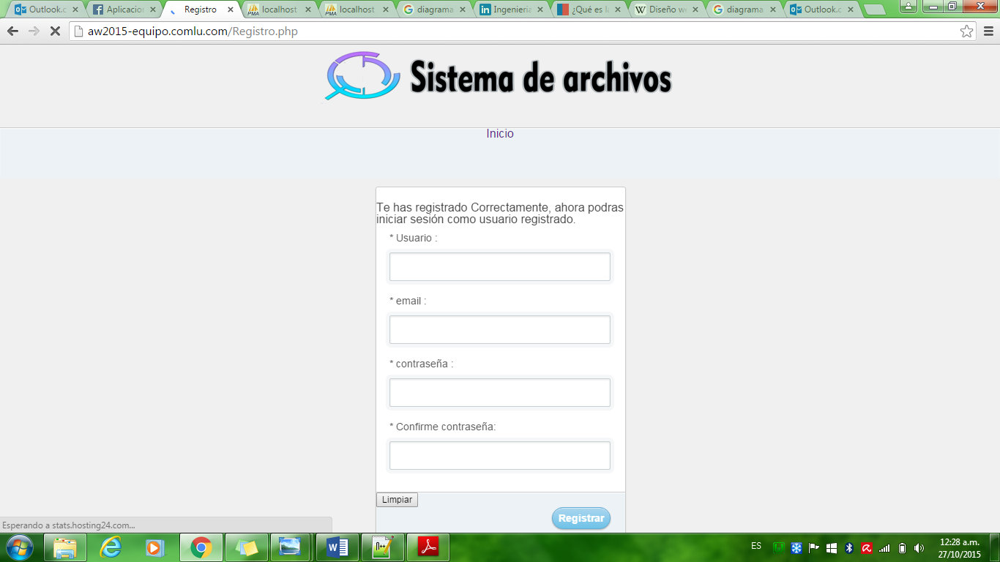 Outlook.c
Aplicacion
Registro
localhost
localhost
diagrama
Ingeniería
¿Qué es l
Diseño we
diagrama
Outlook.c
aw2015-equipo.comlu.com/Registro.php
Sistema de archivos
Inicio
Te has registrado Correctamente, ahora podras
iniciar sesión como usuario registrado.
* Usuario :
* email :
* contraseña :
* Confirme contraseña:
Limpiar
Registrar
Esperando a stats.hosting24.com...
ES
12:28 a.m.
27/10/2015